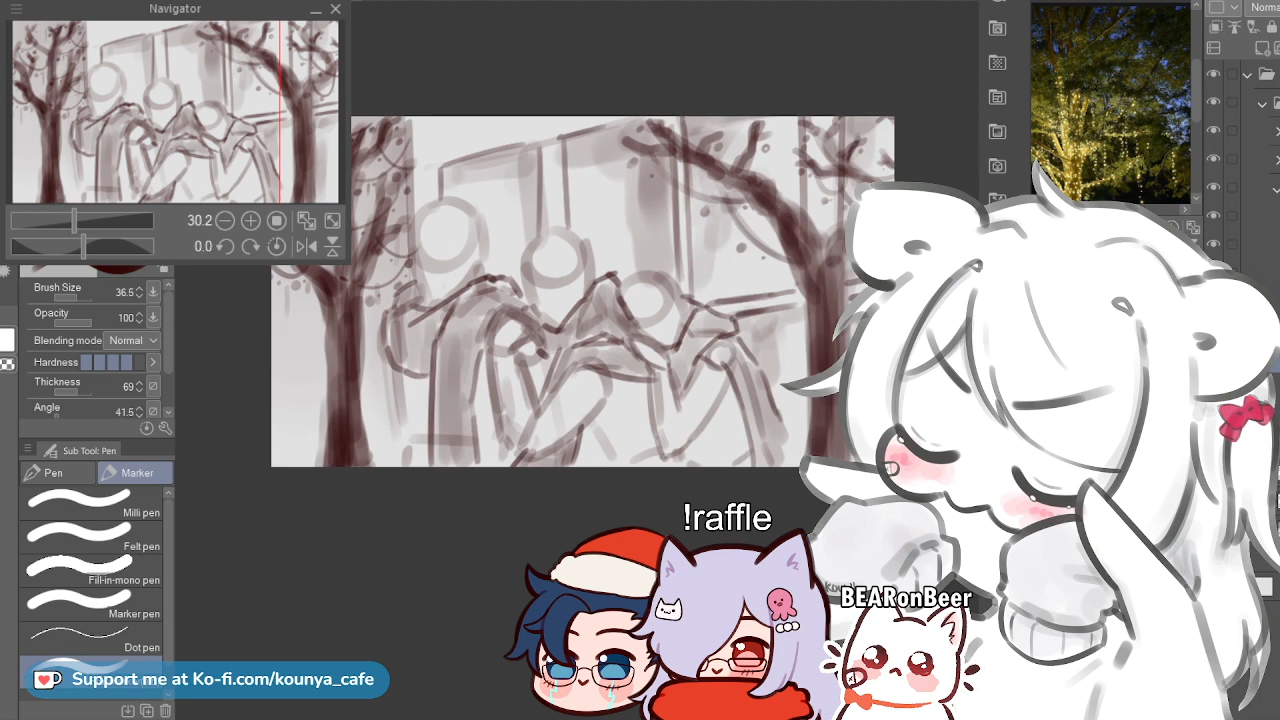 Navigator
30.2
0.0
Norma
Brush Size 36.5
Opacity 100
Blending mode Normal
Hardness
Thickness 69
Angle 41.5
Sub Tool: Pen
Pen Marker
Milli pen
Felt pen
Fill-in-mono pen
Marker pen
Dot pen
Support me at Ko-fi.com/kounya_cafe
!raffle
BEARonBeer